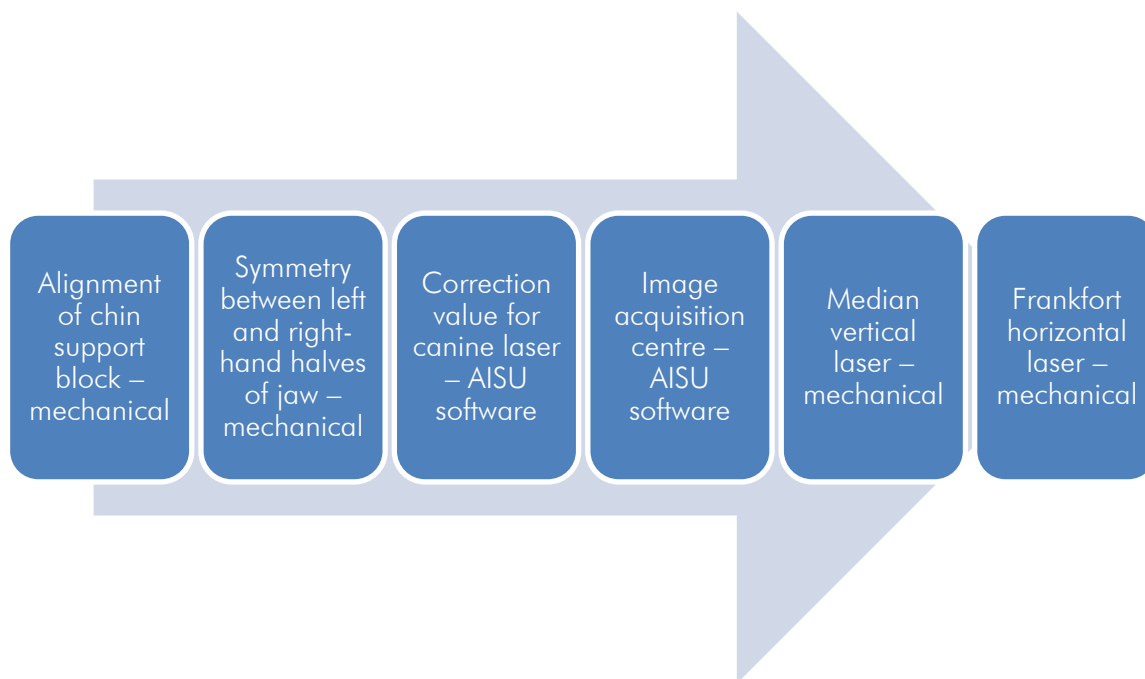 Alignment
of chin
support
block –
mechanical
Symmetry
between left
and right-
hand halves
of jaw –
mechanical
Correction
value for
canine laser
– AISU
software
Image
acquisition
centre –
AISU
software
Median
vertical
laser –
mechanical
Frankfort
horizontal
laser –
mechanical